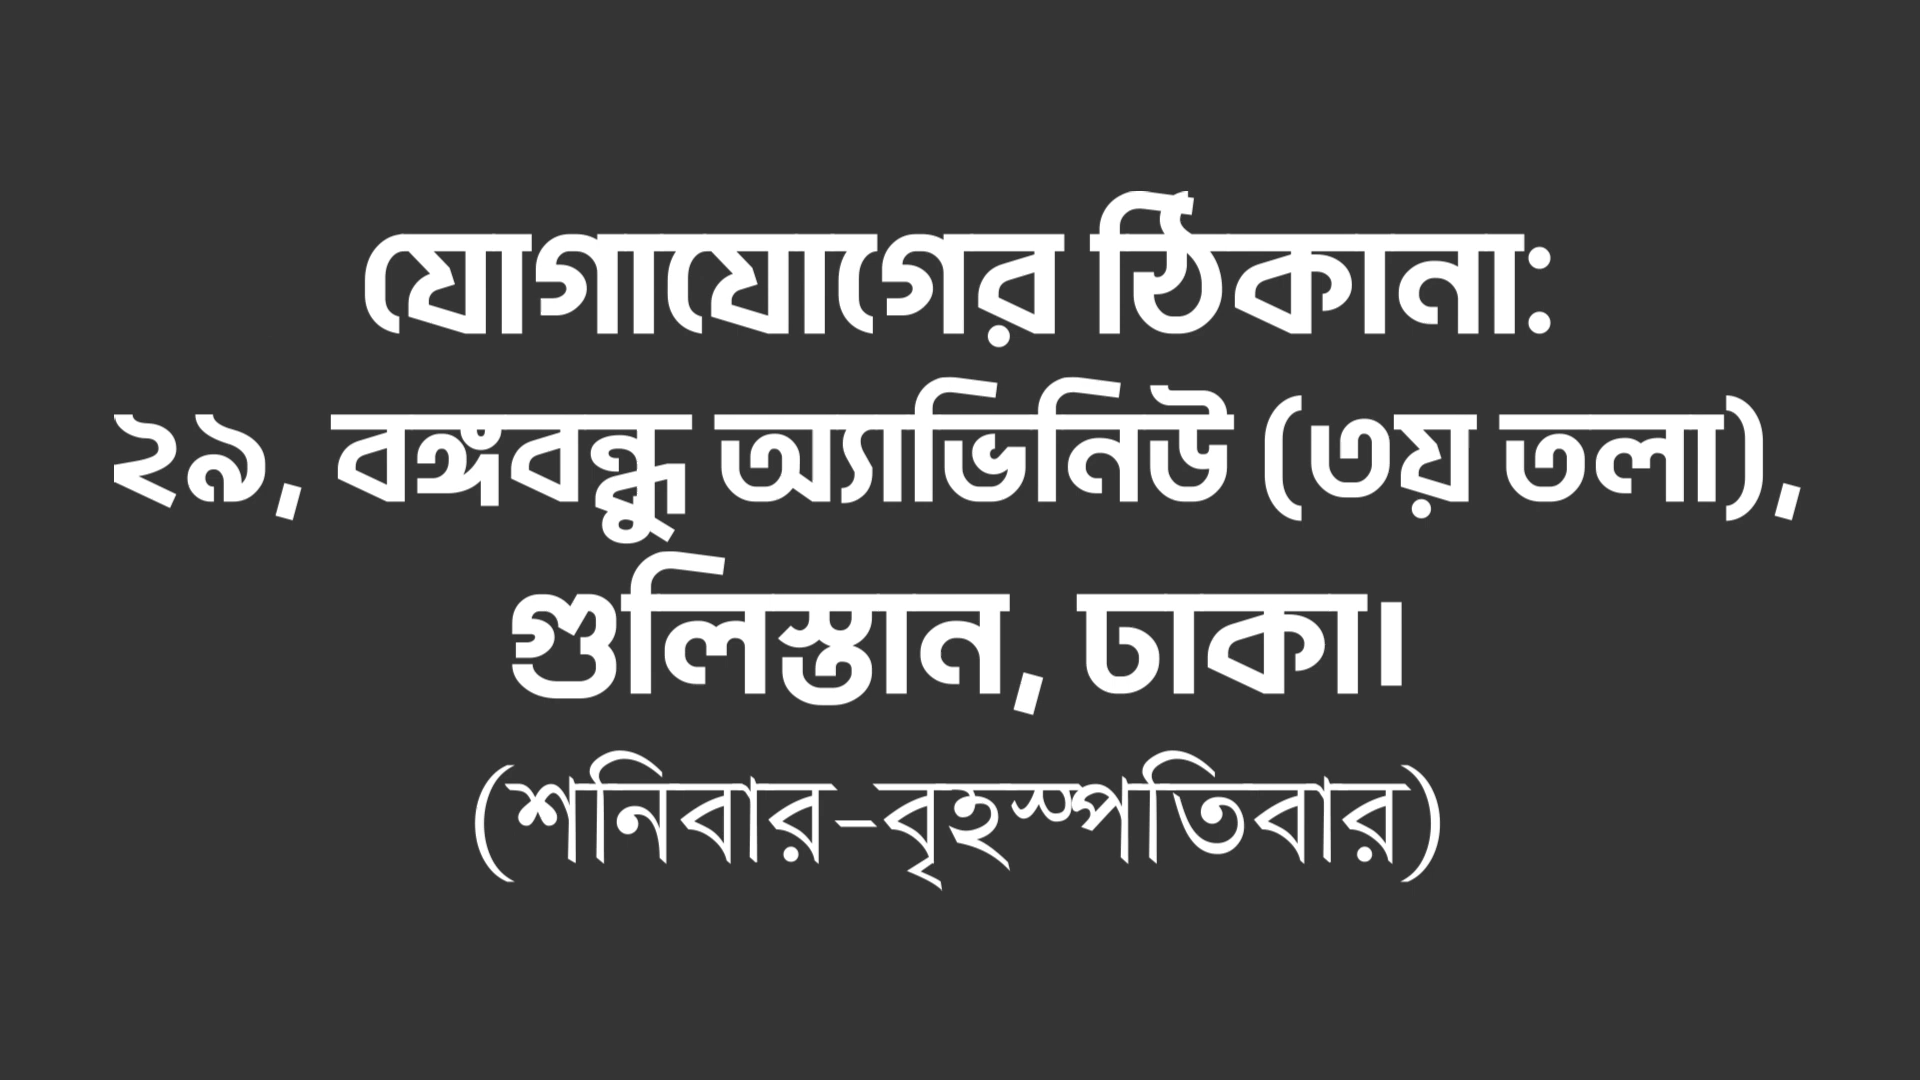 যোগাযোগের ঠিকানা:
২৯, বঙ্গবন্ধু অ্যাভিনিউ (৩য় তলা),
গুলিস্তান, ঢাকা।
(শনিবার-বৃহস্পতিবার)